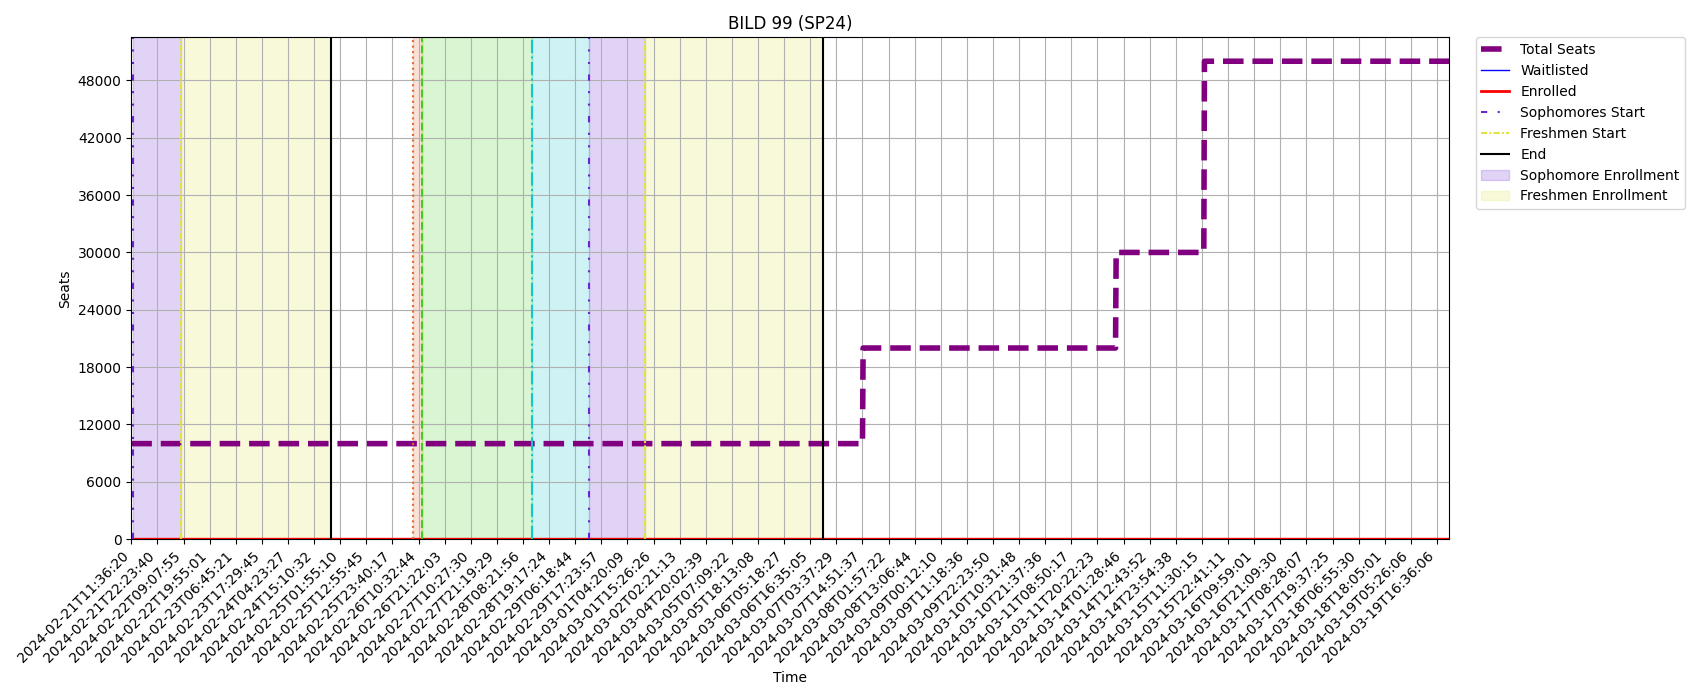 BILD 99 (SP24)
Total Seats
Waitlisted
Enrolled
Sophomores Start
Freshmen Start
End
Sophomore Enrollment
Freshmen Enrollment
Seats
48000
42000
36000
30000
24000
18000
12000
6000
0
2024-02-21T11:36:20
2024-02-21T22:23:40
2024-02-22T09:07:55
2024-02-22T19:55:01
2024-02-23T06:45:21
2024-02-23T17:29:45
2024-02-24T04:23:27
2024-02-24T15:10:32
2024-02-25T01:55:10
2024-02-25T12:55:45
2024-02-25T23:40:17
2024-02-26T10:32:44
2024-02-26T21:22:03
2024-02-27T10:27:30
2024-02-27T21:19:29
2024-02-28T08:21:56
2024-02-28T19:17:24
2024-02-29T06:18:44
2024-02-29T17:23:57
2024-03-01T04:20:09
2024-03-01T15:26:26
2024-03-02T02:21:13
2024-03-04T20:02:39
2024-03-05T07:09:22
2024-03-05T18:13:08
2024-03-06T05:18:27
2024-03-06T16:35:05
2024-03-07T03:37:29
2024-03-07T14:51:37
2024-03-08T01:57:22
2024-03-08T13:06:44
2024-03-09T00:12:10
2024-03-09T11:18:36
2024-03-09T22:23:50
2024-03-10T10:31:48
2024-03-10T21:37:36
2024-03-11T08:50:17
2024-03-11T20:22:23
2024-03-14T01:28:46
2024-03-14T12:43:52
2024-03-14T23:54:38
2024-03-15T11:30:15
2024-03-15T22:41:11
2024-03-16T09:59:01
2024-03-16T21:09:30
2024-03-17T08:28:07
2024-03-17T19:37:25
2024-03-18T06:55:30
2024-03-18T18:05:01
2024-03-19T05:26:06
2024-03-19T16:36:00
Time